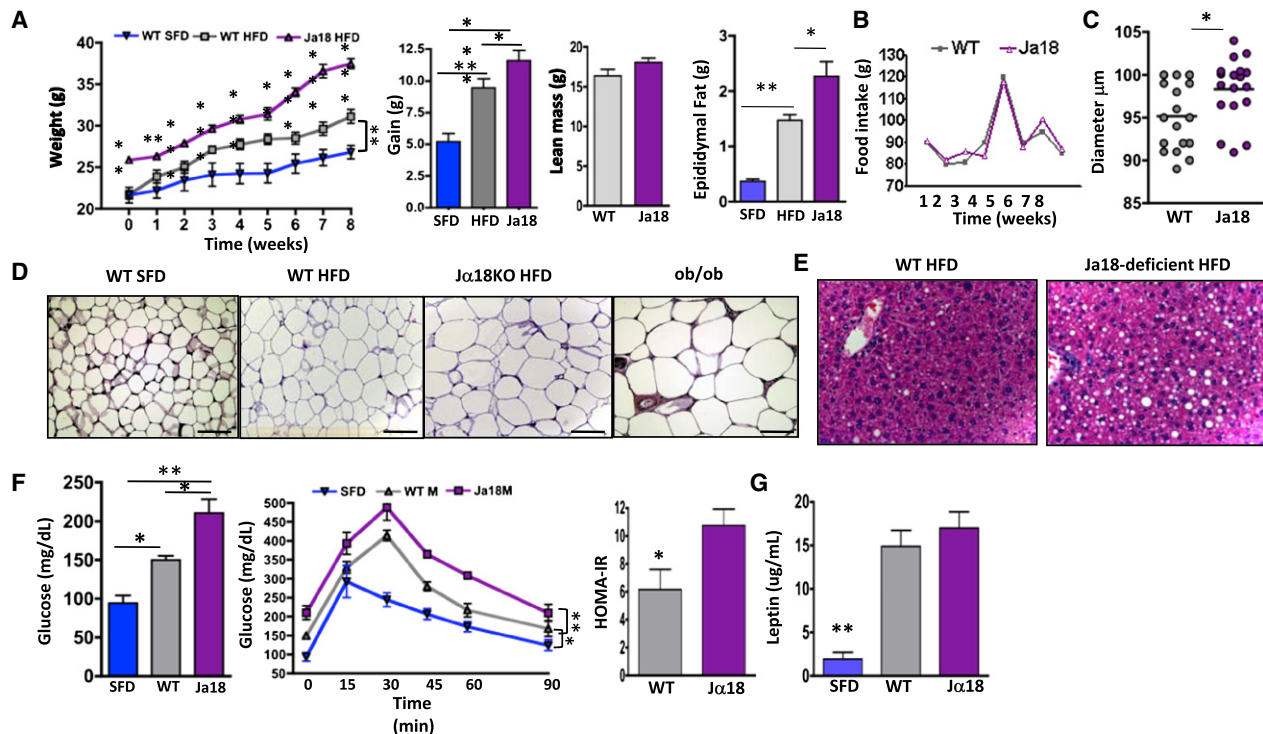 A
WT SFD WT HFD Ja18 HFD
Weight (g)
40
35
30
25
20
0 1 2 3 4 5 6 7 8
Time (weeks)
* * * * ** * * * * * * * * * * * * * * * * *
* *
Gain (g)
12.5
10.0
7.5
5.0
2.5
0.0
*
*
*
**
*
SFD HFD Ja18
Lean mass (g)
20
15
10
5
0
WT Ja18
Epididymal Fat (g)
3
2
1
0
*
**
SFD HFD Ja18
B
WT Ja18
Food intake (g)
130
120
110
100
90
80
70
1 2 3 4 5 6 7 8
Time (weeks)
C
*
Diameter µm
105
100
95
90
85
WT Ja18
D
WT SFD WT HFD Jα18KO HFD ob/ob
E
WT HFD Ja18-deficient HFD
F
Glucose (mg/dL)
250
200
150
100
50
0
**
*
*
SFD WT Ja18
SFD WT M Ja18M
Glucose (mg/dL)
500
450
400
350
300
250
200
150
100
50
0 15 30 45 60 90
Time
(min)
**
*
*
HOMA-IR
12
10
8
6
4
2
0
*
WT Jα18
G
Leptin (ug/mL)
20
15
10
5
0
**
SFD WT Jα18